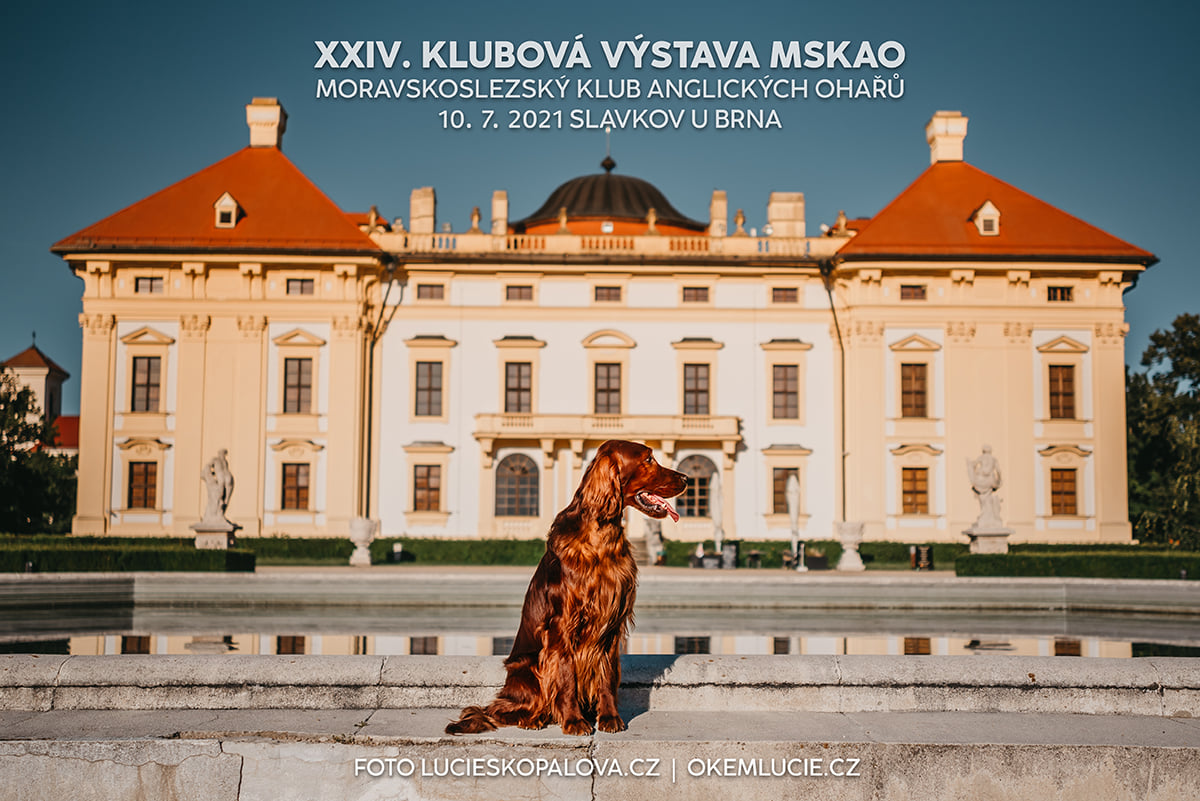 XXIV. KLUBOVÁ VÝSTAVA MSKAO
MORAVSKOSLEZSKÝ KLUB ANGLICKÝCH OHAŘŮ
10. 7. 2021 SLAVKOV U BRNA
FOTO LUCIESKOPALOVA.CZ | OKEMLUCIE.CZ